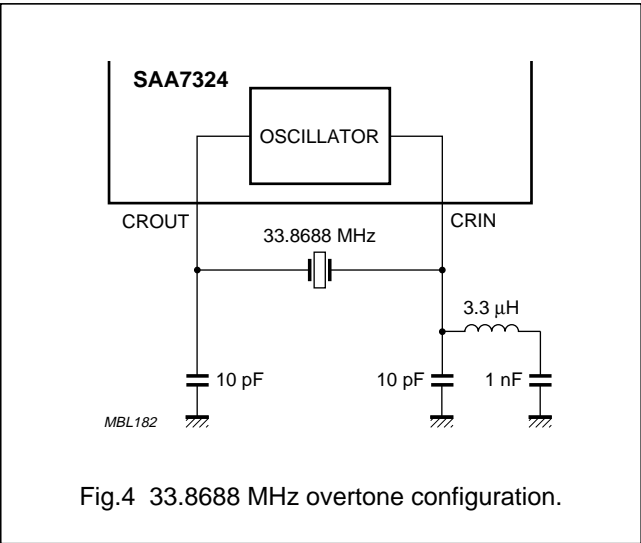 SAA7324
OSCILLATOR
CROUT
CRIN
33.8688 MHz
3.3 μH
10 pF
10 pF
1 nF
MBL182
Fig.4 33.8688 MHz overtone configuration.